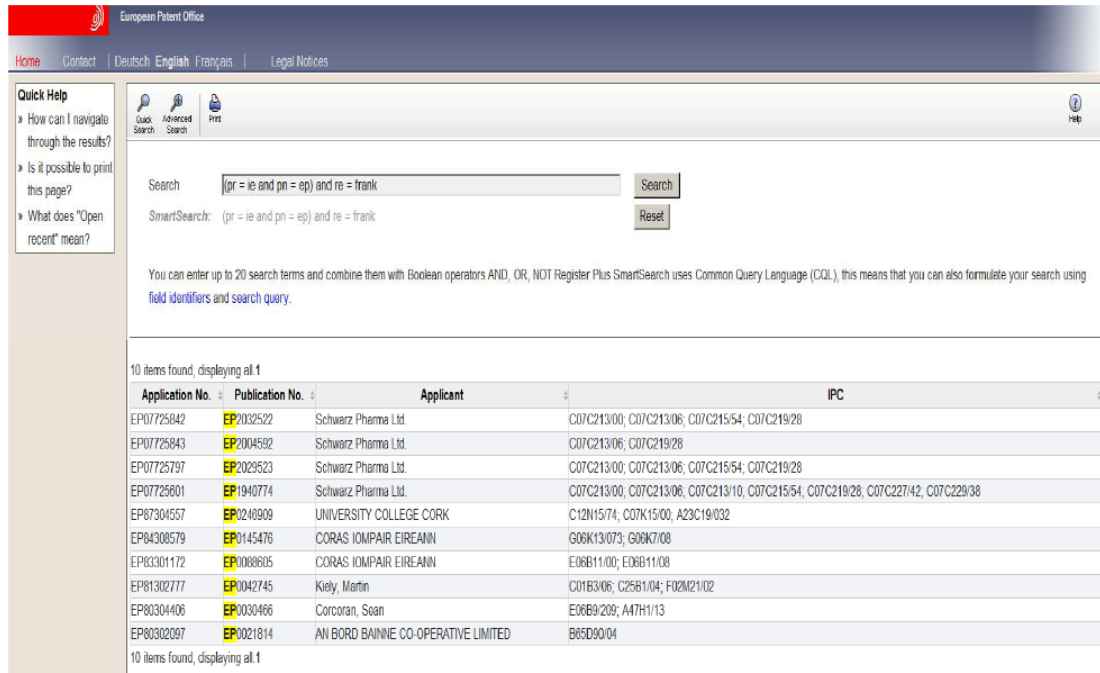 European Patent Office
Home Contact | Deutsch English Français | Legal Notices
Quick Help
» How can I navigate
through the results?
» Is it possible to print
this page?
» What does "Open
recent" mean?
Quick Search
Advanced Search
Print
Help
Search (pr = ie and pn = ep) and re = frank Search
SmartSearch: (pr = ie and pn = ep) and re = frank Reset
You can enter up to 20 search terms and combine them with Boolean operators AND, OR, NOT Register Plus SmartSearch uses Common Query Language (CQL), this means that you can also formulate your search using
field identifiers and search query.
10 items found, displaying all.1
Application No. Publication No. Applicant IPC
EP07725842 EP2032522 Schwarz Pharma Ltd. C07C213/00; C07C213/06; C07C215/54; C07C219/28
EP07725843 EP2004592 Schwarz Pharma Ltd. C07C213/06; C07C219/28
EP07725797 EP2029523 Schwarz Pharma Ltd. C07C213/00; C07C213/06; C07C215/54; C07C219/28
EP07725601 EP1940774 Schwarz Pharma Ltd. C07C213/00; C07C213/06; C07C213/10; C07C215/54; C07C219/28; C07C227/42; C07C229/38
EP87304557 EP0246909 UNIVERSITY COLLEGE CORK C12N15/74; C07K15/00; A23C19/032
EP84308579 EP0145476 CORAS IOMPAIR EIREANN G06K13/073; G06K7/08
EP83301172 EP0088605 CORAS IOMPAIR EIREANN E06B11/00; E06B11/08
EP81302777 EP0042745 Kiely, Martin C01B3/06; C25B1/04; F02M21/02
EP80304406 EP0030466 Corcoran, Sean E06B9/209; A47H1/13
EP80302097 EP0021814 AN BORD BAINNE CO-OPERATIVE LIMITED B65D90/04
10 items found, displaying all.1